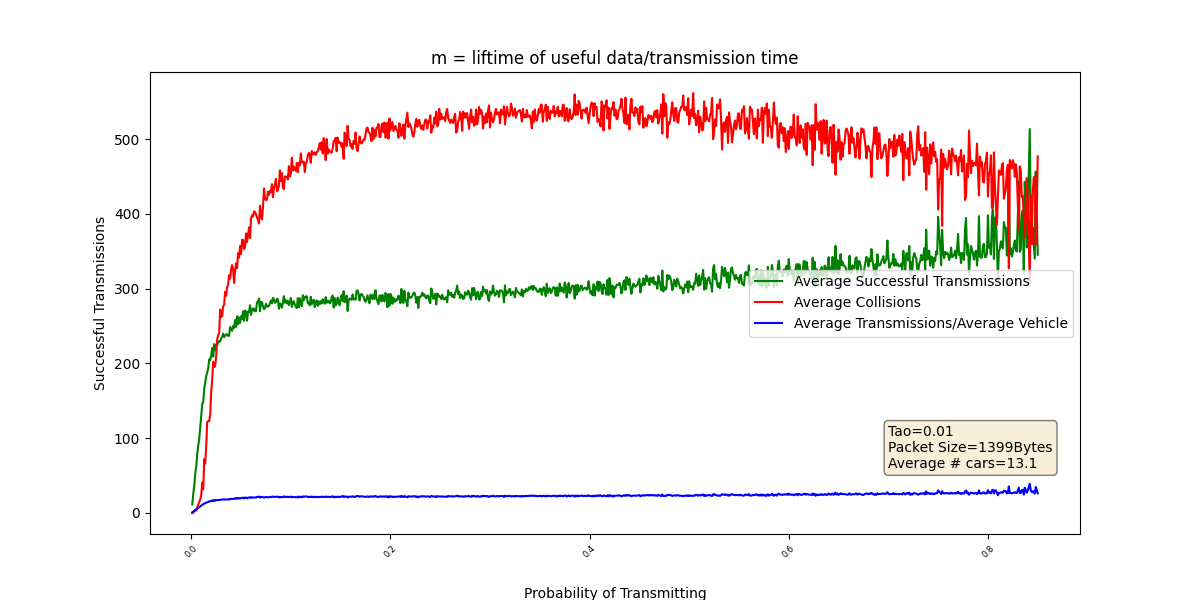 m = liftime of useful data/transmission time
Successful Transmissions
500
400
300
200
100
0
Average Successful Transmissions
Average Collisions
Average Transmissions/Average Vehicle
Tao=0.01
Packet Size=1399Bytes
Average # cars=13.1
0.0
0.2
0.4
0.6
0.8
Probability of Transmitting